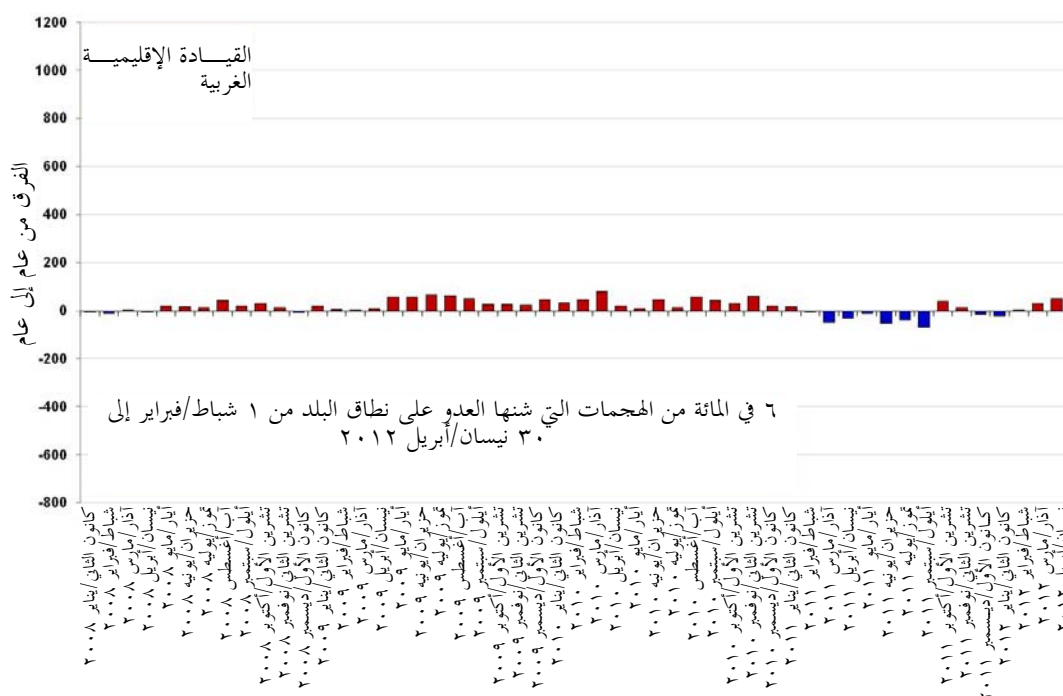 1200
1000
800
600
400
200
0
-200
-400
-600
-800
الفرق من عام إلى عام
القيـــادة الإقليميـــة
الغربية
٦ في المائة من الهجمات التي شنها العدو على نطاق البلد من ١ شباط/فبراير إلى
٣٠ نيسان/أبريل ٢٠١٢
كانون الثاني/يناير ٢٠٠٨
شباط/فبراير ٢٠٠٨
آذار/مارس ٢٠٠٨
نيسان/أبريل ٢٠٠٨
أيار/مايو ٢٠٠٨
حزيران/يونيه ٢٠٠٨
تموز/يوليه ٢٠٠٨
آب/أغسطس ٢٠٠٨
أيلول/سبتمبر ٢٠٠٨
تشرين الأول/أكتوبر ٢٠٠٨
تشرين الثاني/نوفمبر ٢٠٠٨
كانون الأول/ديسمبر ٢٠٠٨
كانون الثاني/يناير ٢٠٠٩
شباط/فبراير ٢٠٠٩
آذار/مارس ٢٠٠٩
نيسان/أبريل ٢٠٠٩
أيار/مايو ٢٠٠٩
حزيران/يونيه ٢٠٠٩
تموز/يوليه ٢٠٠٩
آب/أغسطس ٢٠٠٩
أيلول/سبتمبر ٢٠٠٩
تشرين الأول/أكتوبر ٢٠٠٩
تشرين الثاني/نوفمبر ٢٠٠٩
كانون الأول/ديسمبر ٢٠٠٩
كانون الثاني/يناير ٢٠١٠
شباط/فبراير ٢٠١٠
آذار/مارس ٢٠١٠
نيسان/أبريل ٢٠١٠
أيار/مايو ٢٠١٠
حزيران/يونيه ٢٠١٠
تموز/يوليه ٢٠١٠
آب/أغسطس ٢٠١٠
أيلول/سبتمبر ٢٠١٠
تشرين الأول/أكتوبر ٢٠١٠
تشرين الثاني/نوفمبر ٢٠١٠
كانون الأول/ديسمبر ٢٠١٠
كانون الثاني/يناير ٢٠١١
شباط/فبراير ٢٠١١
آذار/مارس ٢٠١١
نيسان/أبريل ٢٠١١
أيار/مايو ٢٠١١
حزيران/يونيه ٢٠١١
تموز/يوليه ٢٠١١
أيلول/سبتمبر ٢٠١١
تشرين الأول/أكتوبر ٢٠١١
تشرين الثاني/نوفمبر ٢٠١١
كانون الأول/ديسمبر ٢٠١١
كانون الثاني/يناير ٢٠١٢
شباط/فبراير ٢٠١٢
آذار/مارس ٢٠١٢